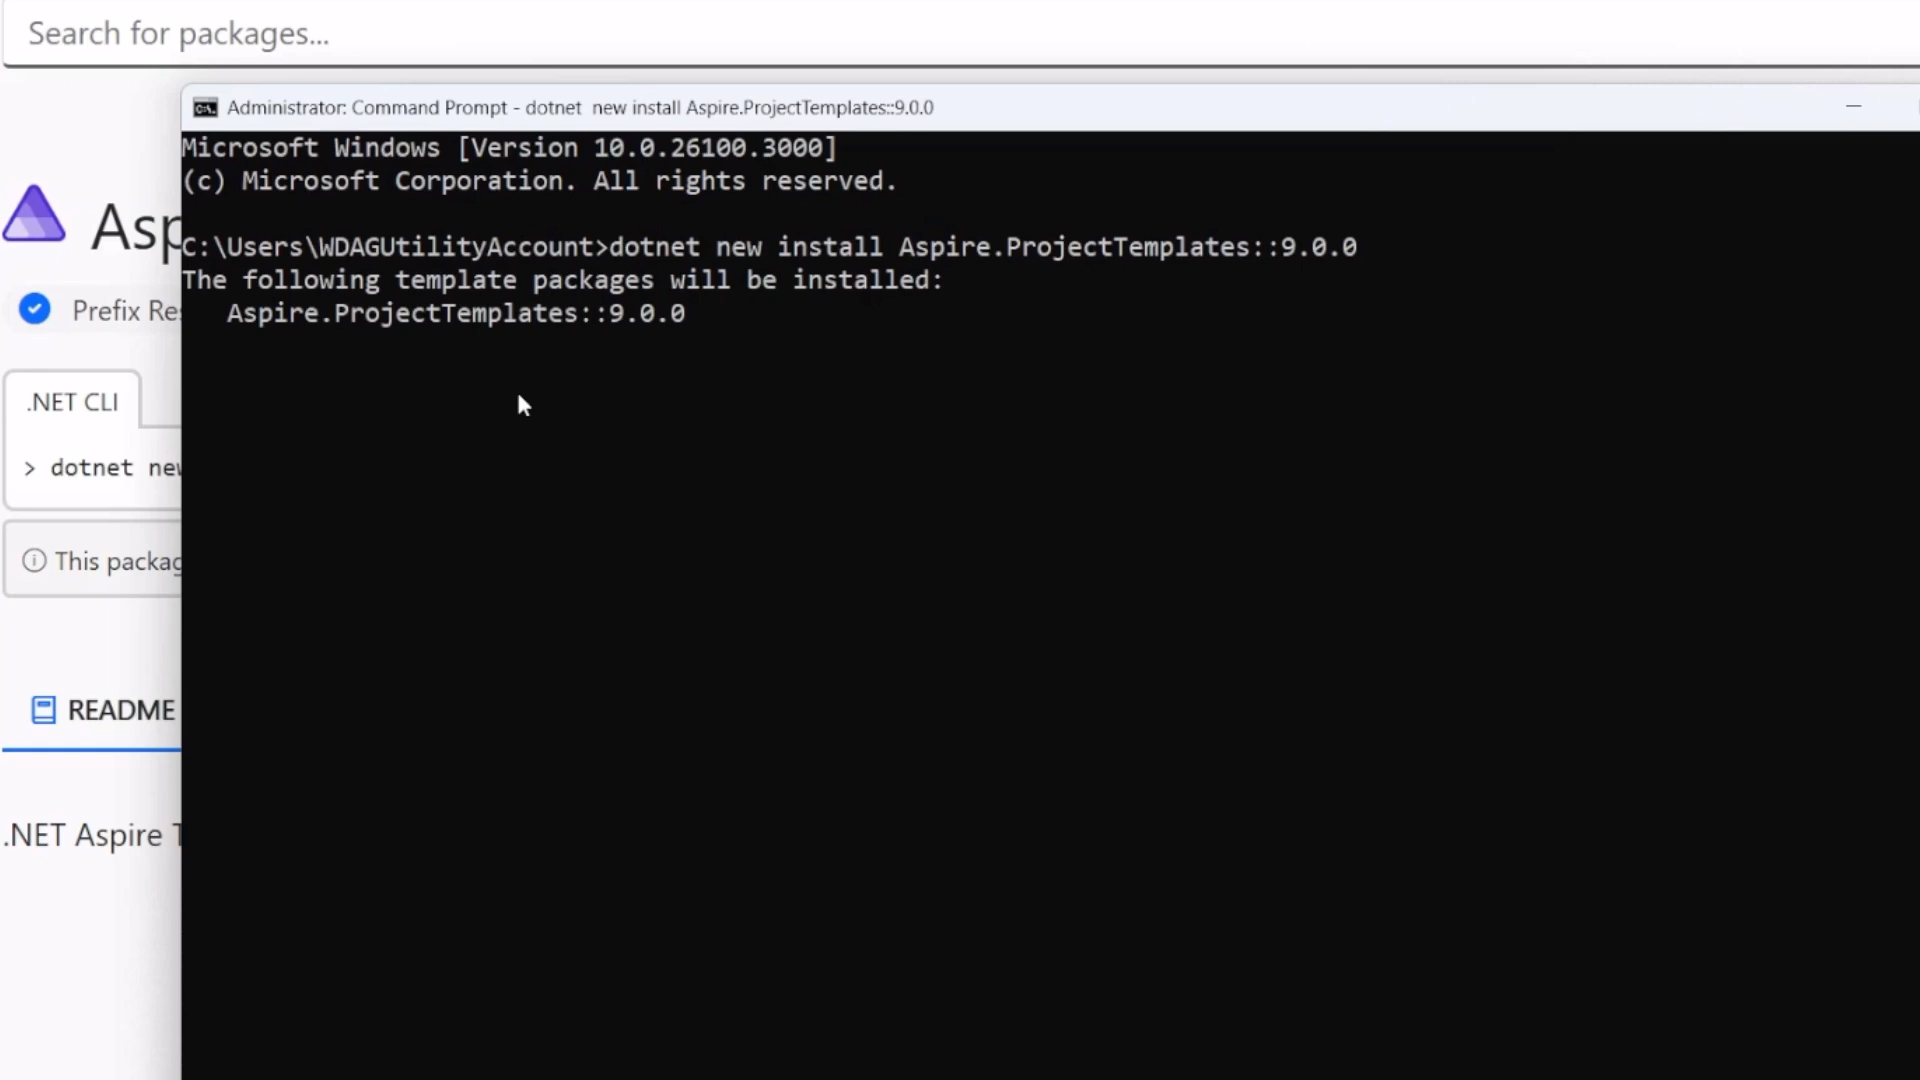 Search for packages...
Administrator: Command Prompt - dotnet  new install Aspire.ProjectTemplates::9.0.0
Microsoft Windows [Version 10.0.26100.3000]
(c) Microsoft Corporation. All rights reserved.
C:\Users\WDAGUtilityAccount>dotnet new install Aspire.ProjectTemplates::9.0.0
The following template packages will be installed:
Aspire.ProjectTemplates::9.0.0
Asp
Prefix Res
.NET CLI
> dotnet new
This packag
README
.NET Aspire T